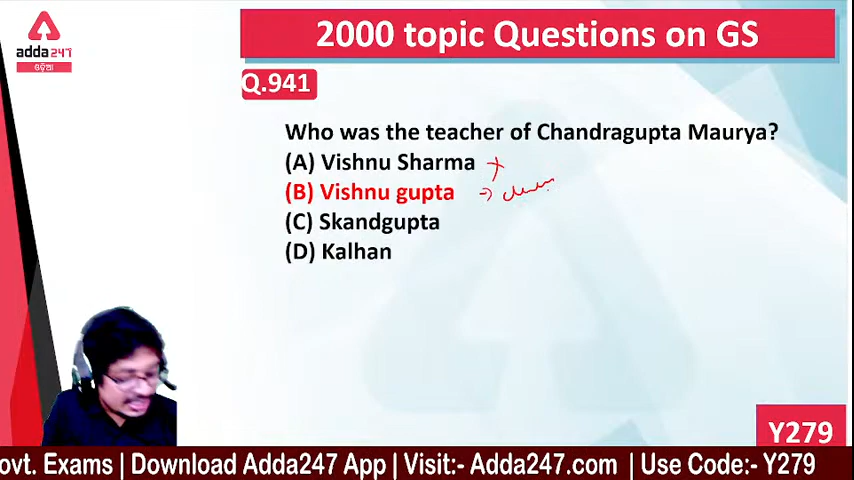 adda247
ଓଡ଼ିଆ
2000 topic Questions on GS
Q.941
Who was the teacher of Chandragupta Maurya?
(A) Vishnu Sharma
(B) Vishnu gupta
(C) Skandgupta
(D) Kalhan
Y279
ovt. Exams | Download Adda247 App | Visit:- Adda247.com | Use Code:- Y279